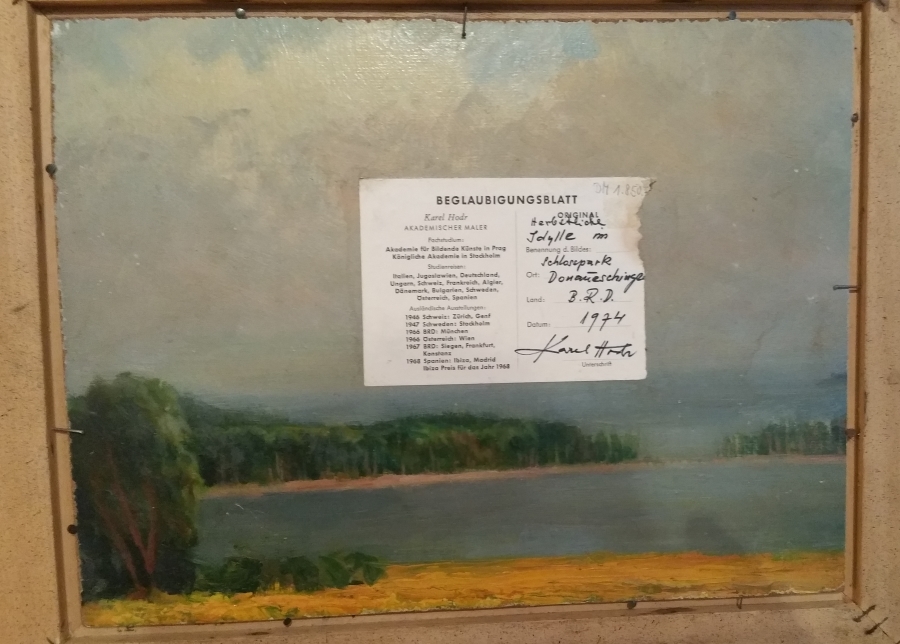 DM 1.850.-
BEGLAUBIGUNGSBLATT
Karel Hodr
AKADEMISCHER MALER
Fachstudium:
Akademie für Bildende Künste in Prag
Königliche Akademie in Stockholm
Studienreisen:
Italien, Jugoslawien, Deutschland,
Ungarn, Schweiz, Frankreich, Algier,
Dänemark, Bulgarien, Schweden,
Österreich, Spanien
Ausländische Ausstellungen:
1946 Schweiz: Zürich, Genf
1947 Schweden: Stockholm
1966 BRD: München
1966 Österreich: Wien
1967 BRD: Siegen, Frankfurt,
Konstanz
1968 Spanien: Ibiza, Madrid
Ibiza Preis für das Jahr 1968
ORIGINAL
Herbstliche
Idylle im
Benennung d. Bildes:
Schlosspark
Ort: Donaueschingen
Land: B.R.D.
Datum: 1974
Karel Hodr
Unterschrift